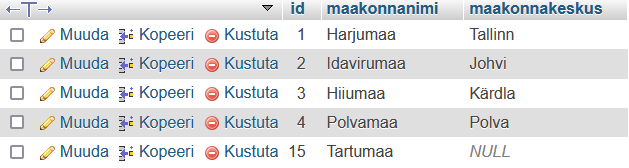 id maakonnanimi maakonnakeskus
Muuda Kopeeri Kustuta 1 Harjumaa Tallinn
Muuda Kopeeri Kustuta 2 Idavirumaa Johvi
Muuda Kopeeri Kustuta 3 Hiiumaa Kärdla
Muuda Kopeeri Kustuta 4 Polvamaa Polva
Muuda Kopeeri Kustuta 15 Tartumaa NULL